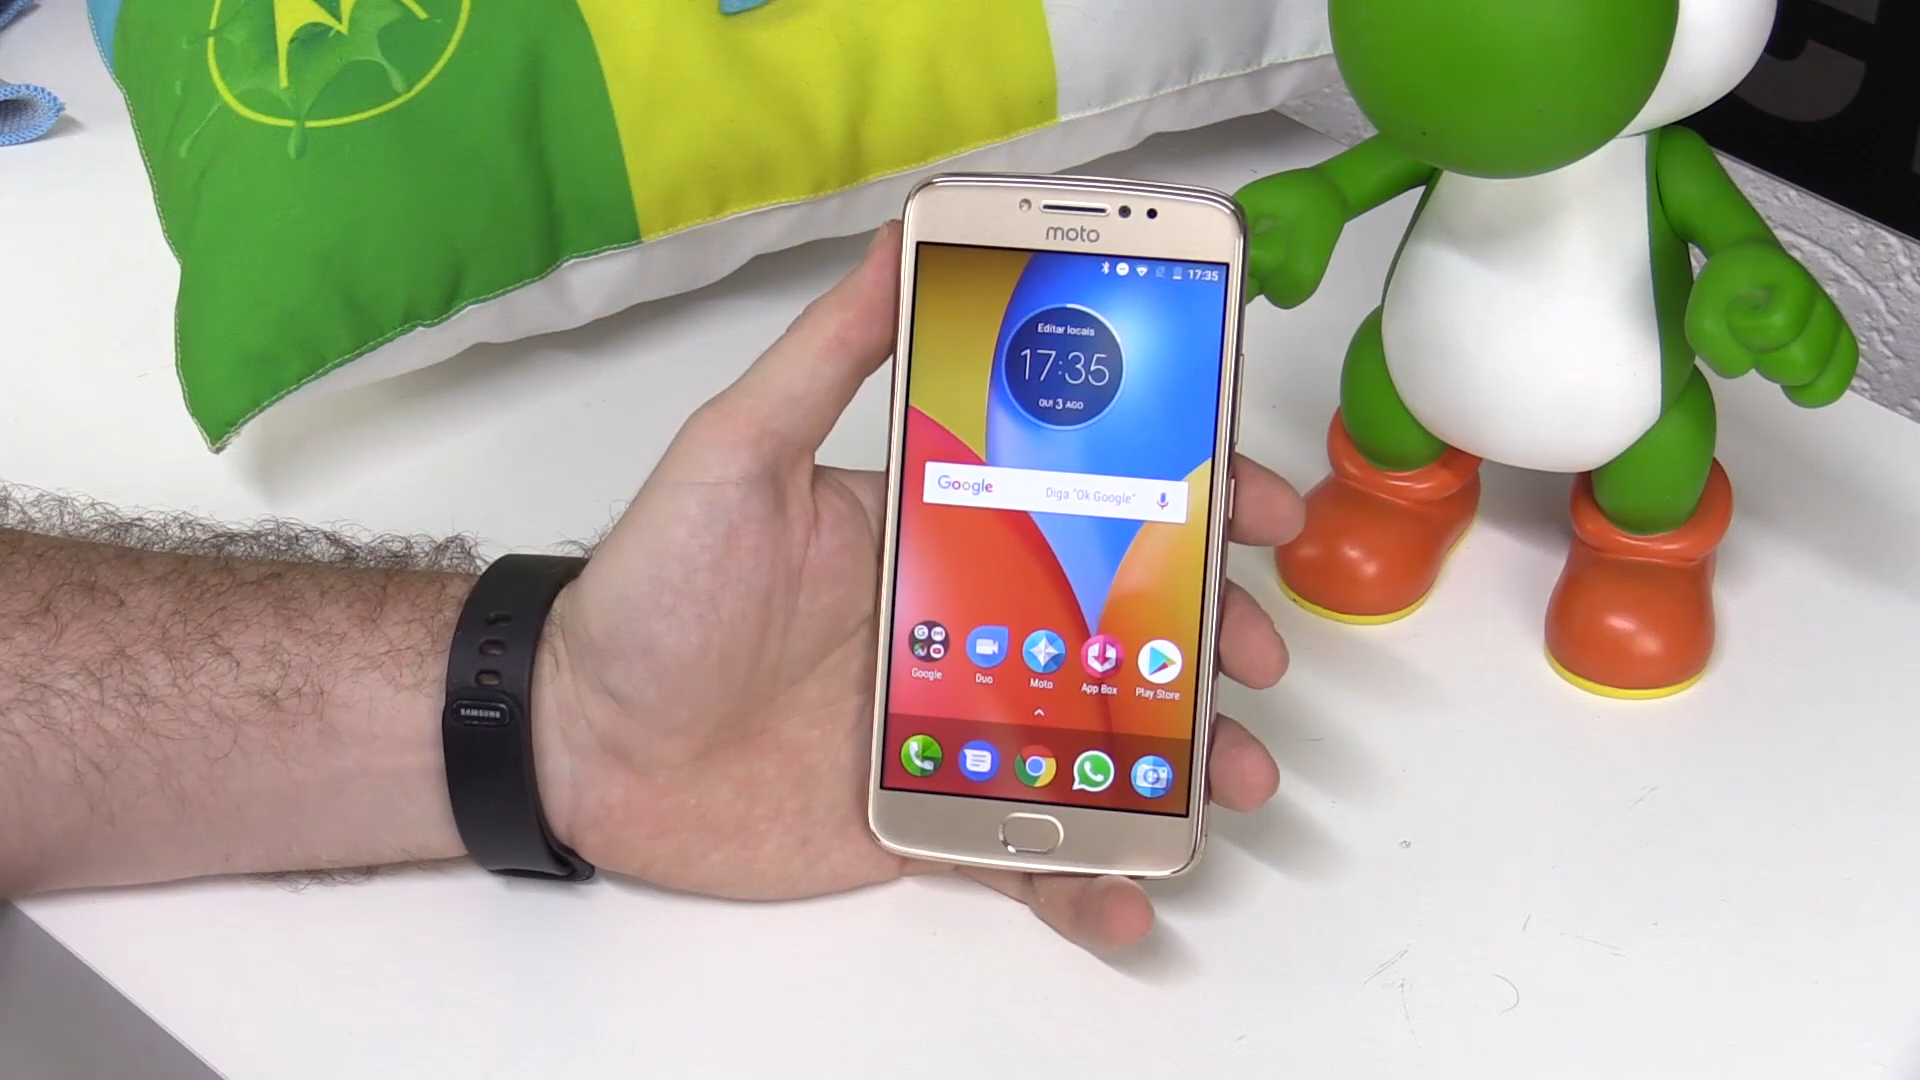 moto
17:35
Editar locais
17:35
QUI 3 AGO
Google
Diga "Ok Google"
Google
Duo
Moto
App Box
Play Store
SAMSUNG